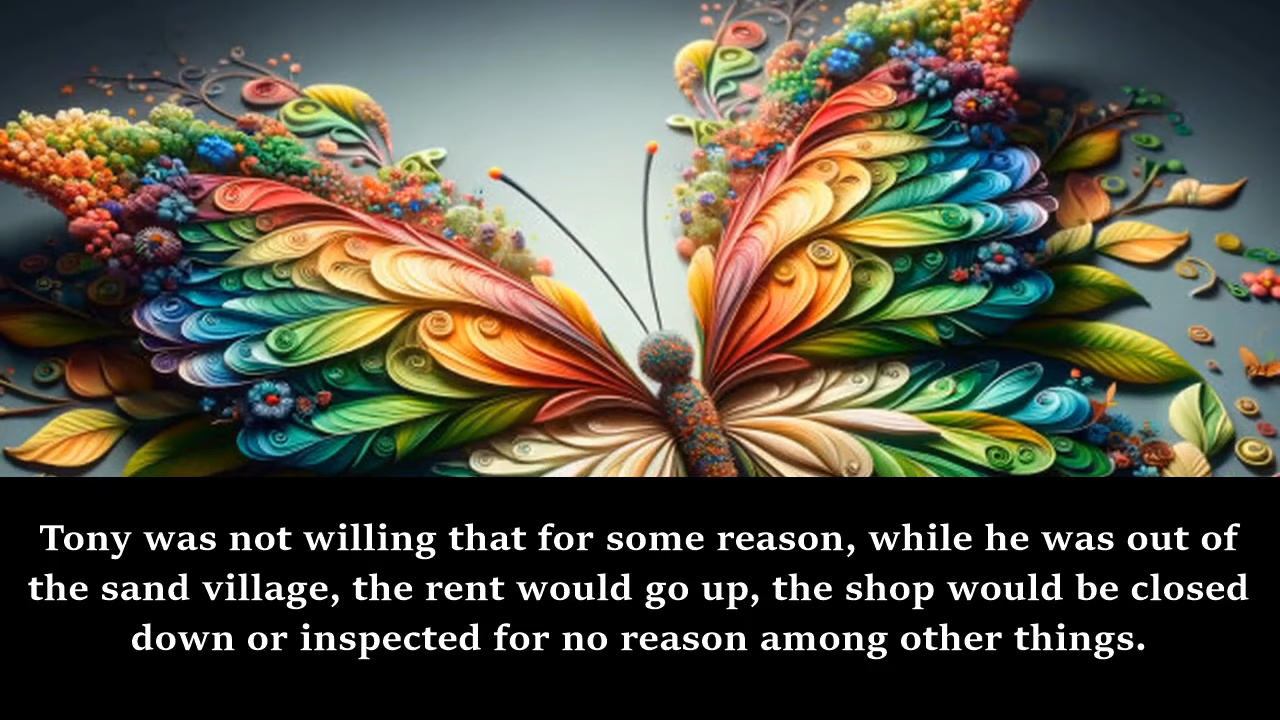 Tony was not willing that for some reason, while he was out of
the sand village, the rent would go up, the shop would be closed
down or inspected for no reason among other things.